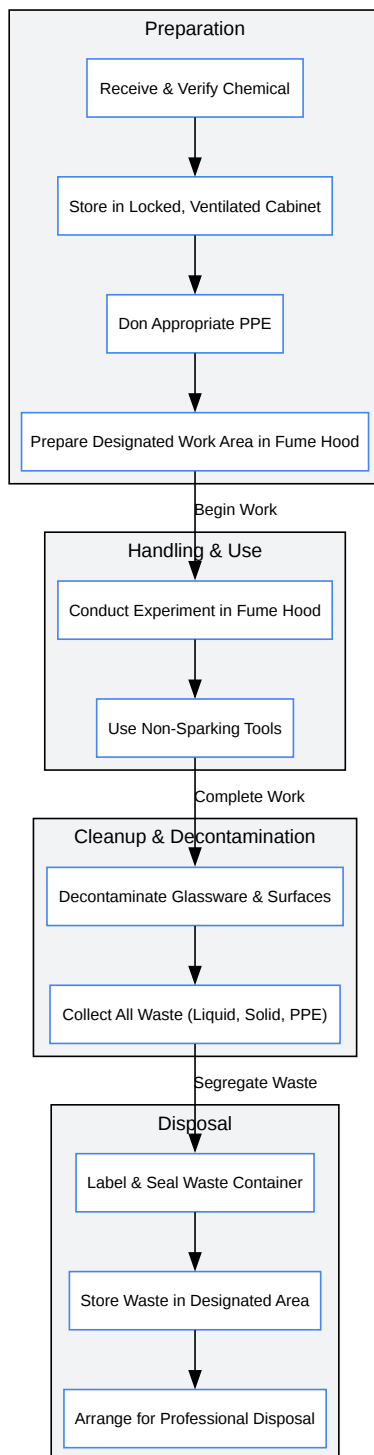 Preparation
Receive & Verify Chemical
Store in Locked, Ventilated Cabinet
Don Appropriate PPE
Prepare Designated Work Area in Fume Hood
Begin Work
Handling & Use
Conduct Experiment in Fume Hood
Use Non-Sparking Tools
Complete Work
Cleanup & Decontamination
Decontaminate Glassware & Surfaces
Collect All Waste (Liquid, Solid, PPE)
Segregate Waste
Disposal
Label & Seal Waste Container
Store Waste in Designated Area
Arrange for Professional Disposal